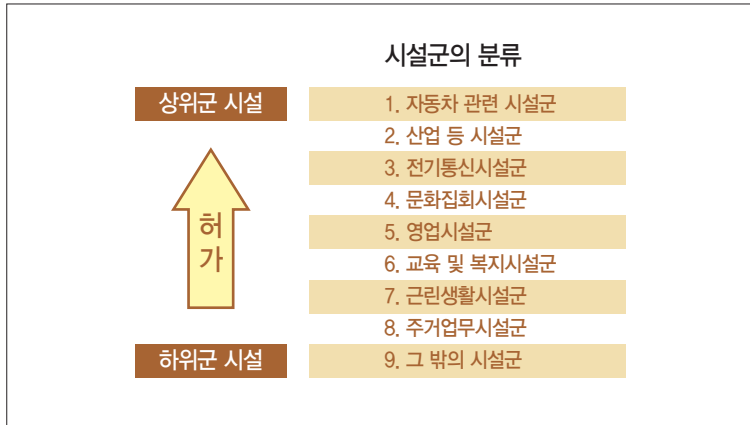 시설군의 분류
상위군 시설
1. 자동차 관련 시설군
2. 산업 등 시설군
3. 전기통신시설군
4. 문화집회시설군
허
가
5. 영업시설군
6. 교육 및 복지시설군
7. 근린생활시설군
8. 주거업무시설군
하위군 시설
9. 그 밖의 시설군